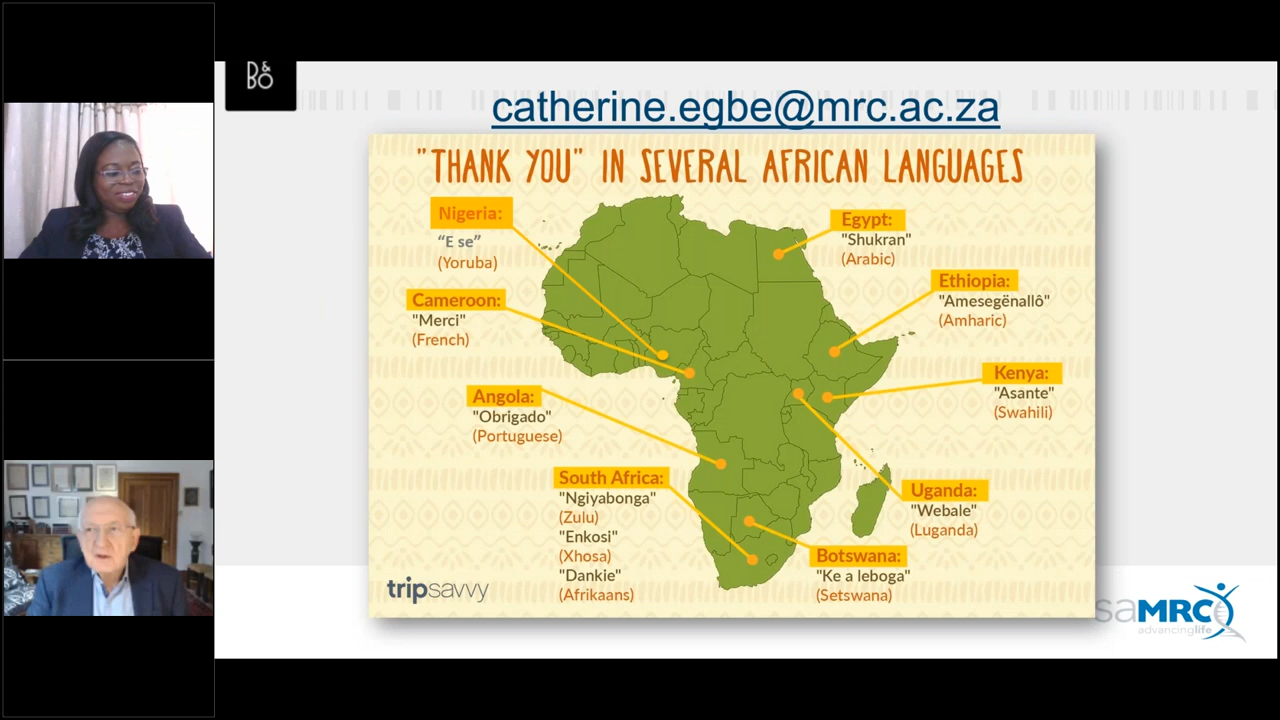 B&
BO
catherine.egbe@mrc.ac.za
"THANK YOU" IN SEVERAL AFRICAN LANGUAGES
Nigeria:
“E se”
(Yoruba)
Cameroon:
"Merci"
(French)
Angola:
"Obrigado"
(Portuguese)
South Africa:
"Ngiyabonga"
(Zulu)
"Enkosi"
(Xhosa)
"Dankie"
(Afrikaans)
Egypt:
"Shukran"
(Arabic)
Ethiopia:
"Amesegënallô"
(Amharic)
Kenya:
"Asante"
(Swahili)
Uganda:
"Webale"
(Luganda)
Botswana:
"Ke a leboga"
(Setswana)
tripsavvy
saMRC
advancinglife